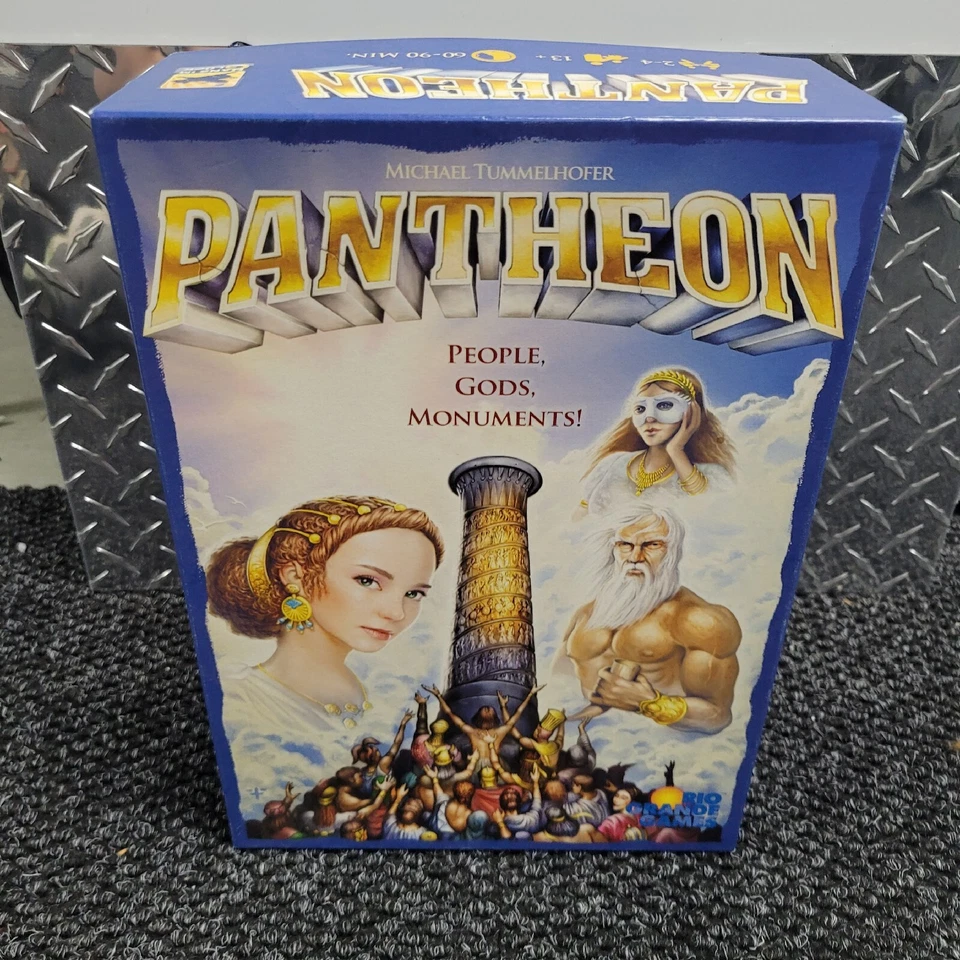 2-4 13+ 60-90 MIN.
PANTHEON
MICHAEL TUMMELHOFER
PANTHEON
PEOPLE,
GODS,
MONUMENTS!
RIO
GRANDE
GAMES